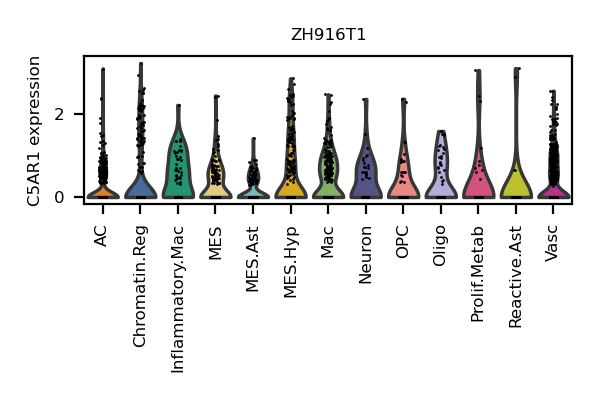 ZH916T1
C5AR1 expression
2
0
AC
Chromatin.Reg
Inflammatory.Mac
MES
MES.Ast
MES.Hyp
Mac
Neuron
OPC
Oligo
Prolif.Metab
Reactive.Ast
Vasc